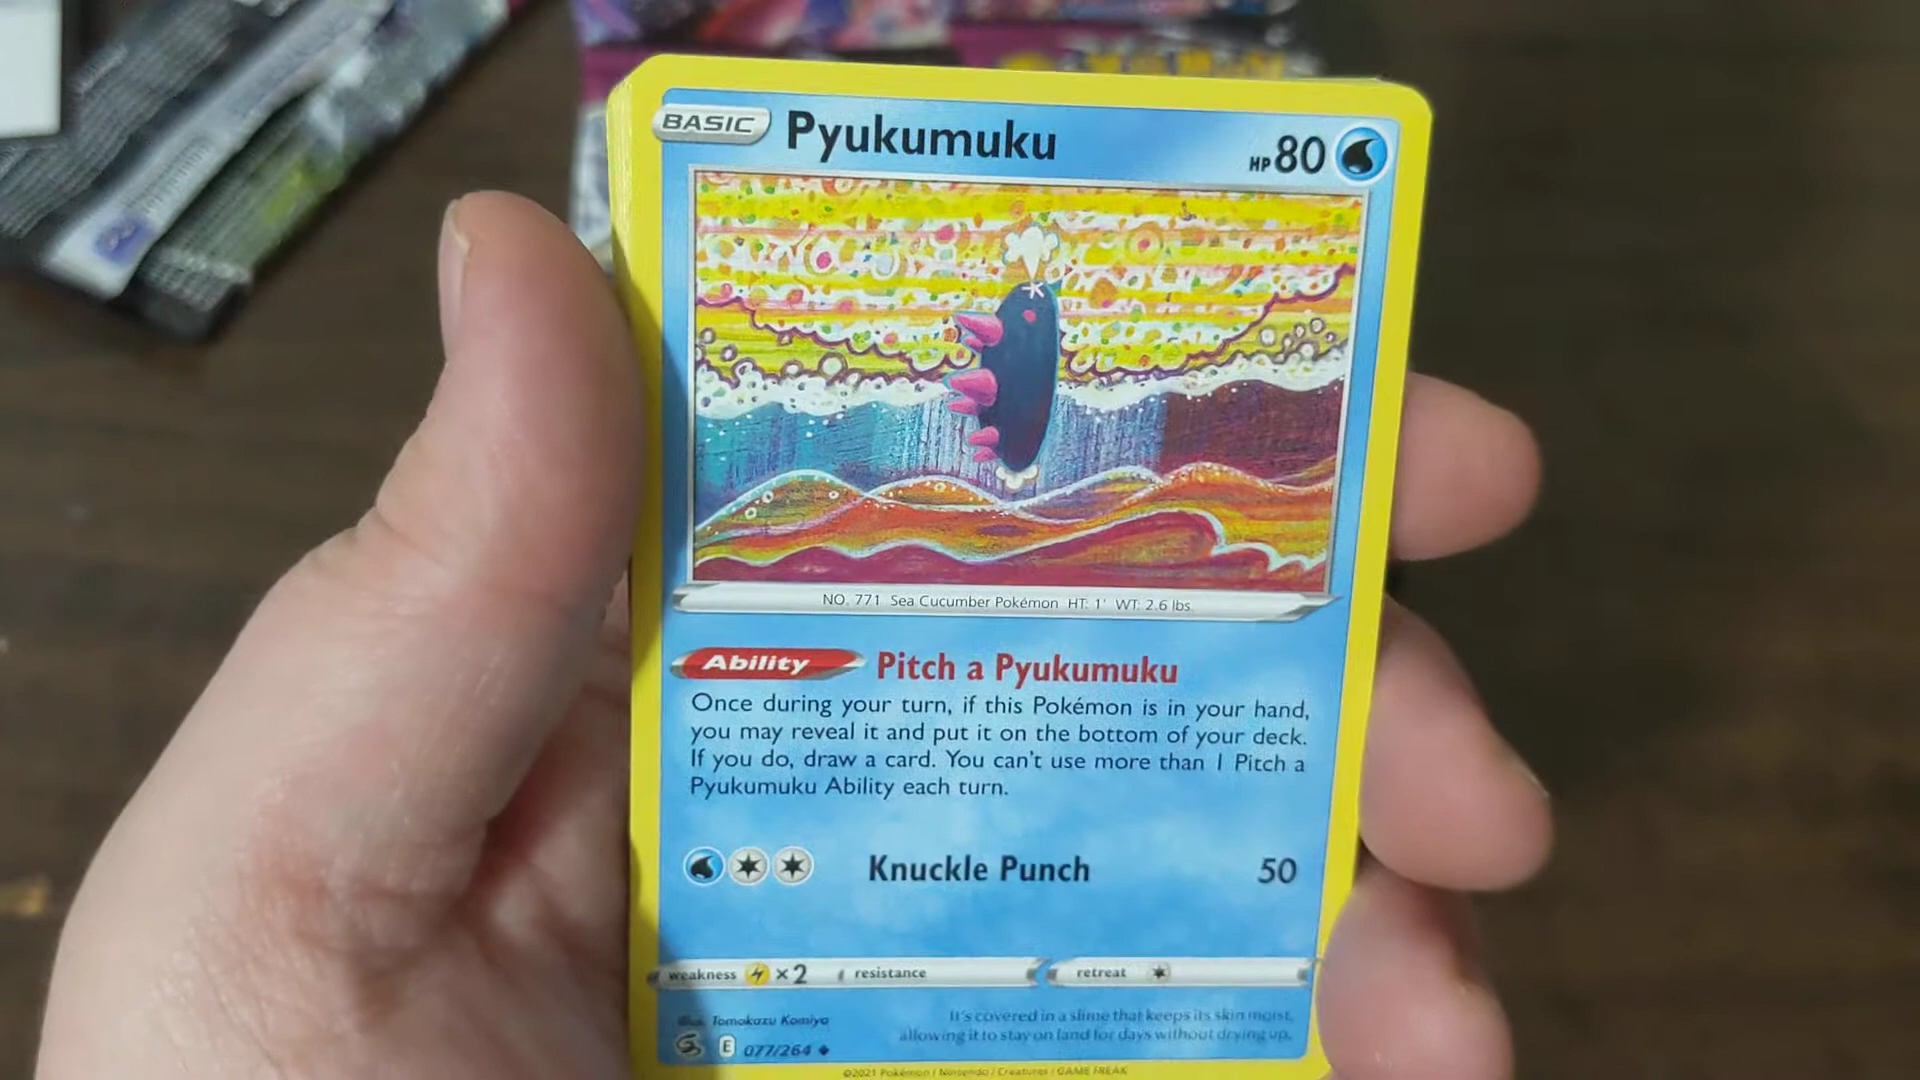 BASIC Pyukumuku HP 80
NO. 771 Sea Cucumber Pokémon HT: 1' WT: 2.6 lbs.
Ability Pitch a Pyukumuku
Once during your turn, if this Pokémon is in your hand,
you may reveal it and put it on the bottom of your deck.
If you do, draw a card. You can't use more than 1 Pitch a
Pyukumuku Ability each turn.
Knuckle Punch 50
weakness ×2 resistance retreat
Illus. Tomokazu Komiya
It's covered in a slime that keeps its skin moist,
allowing it to stay on land for days without drying up.
E 077/264
©2021 Pokémon / Nintendo / Creatures / GAME FREAK